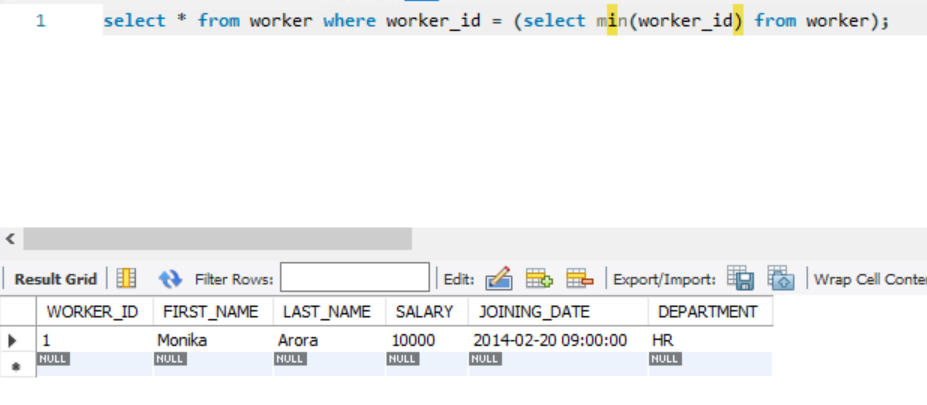 1 select * from worker where worker_id = (select min(worker_id) from worker);
Result Grid Filter Rows: Edit: Export/Import: Wrap Cell Conte
WORKER_ID FIRST_NAME LAST_NAME SALARY JOINING_DATE DEPARTMENT
1 Monika Arora 10000 2014-02-20 09:00:00 HR
NULL NULL NULL NULL NULL NULL